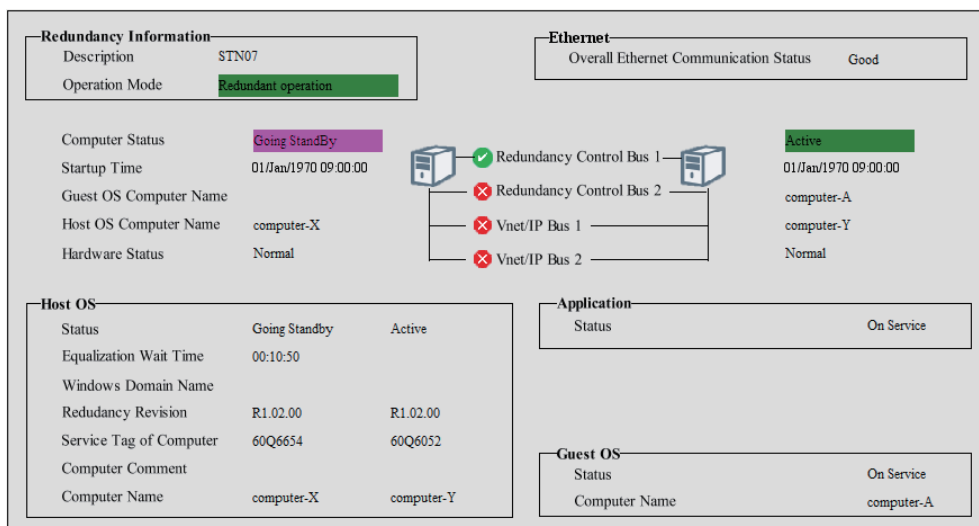 Redundancy Information
Description STN07
Operation Mode Redundant operation
Ethernet
Overall Ethernet Communication Status Good
Computer Status Going StandBy Active
Startup Time 01/Jan/1970 09:00:00 01/Jan/1970 09:00:00
Guest OS Computer Name computer-A
Host OS Computer Name computer-X computer-Y
Hardware Status Normal Normal
Redundancy Control Bus 1
Redundancy Control Bus 2
Vnet/IP Bus 1
Vnet/IP Bus 2
Host OS
Status Going Standby Active
Equalization Wait Time 00:10:50
Windows Domain Name
Redudancy Revision R1.02.00 R1.02.00
Service Tag of Computer 60Q6654 60Q6052
Computer Comment
Computer Name computer-X computer-Y
Application
Status On Service
Guest OS
Status On Service
Computer Name computer-A